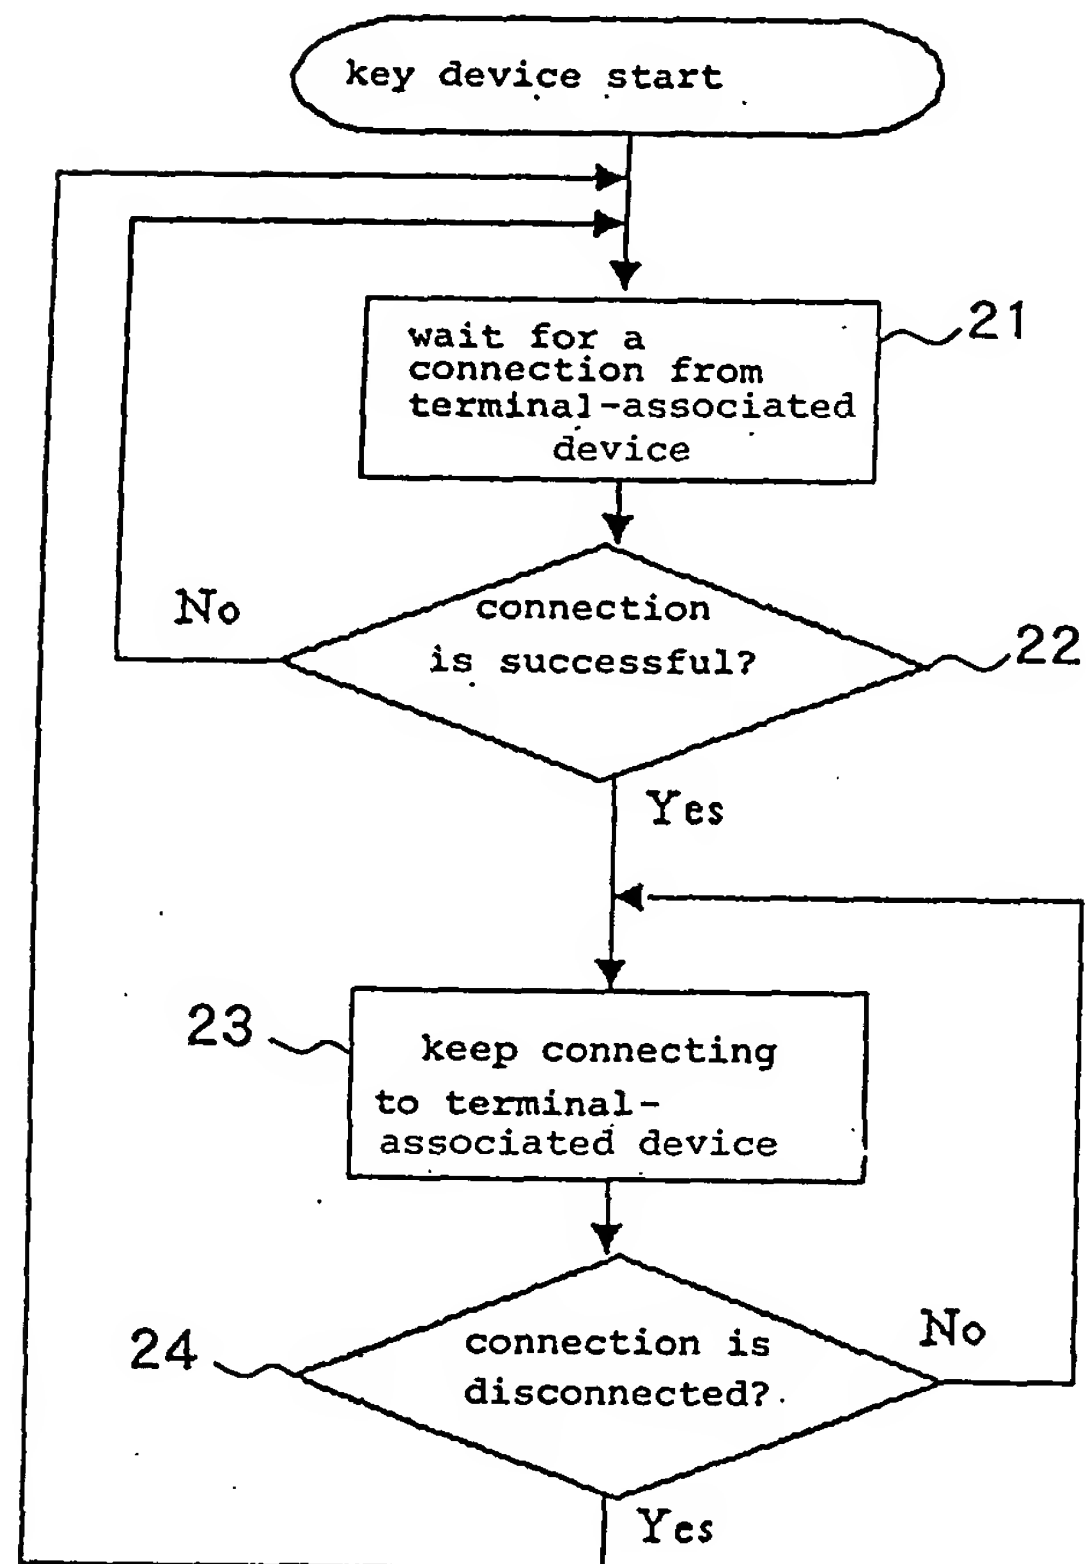 key device start
wait for a
connection from
terminal-associated
device
21
No
connection
is successful?
22
Yes
23
keep connecting
to terminal-
associated device
24
connection is
disconnected?
No
Yes